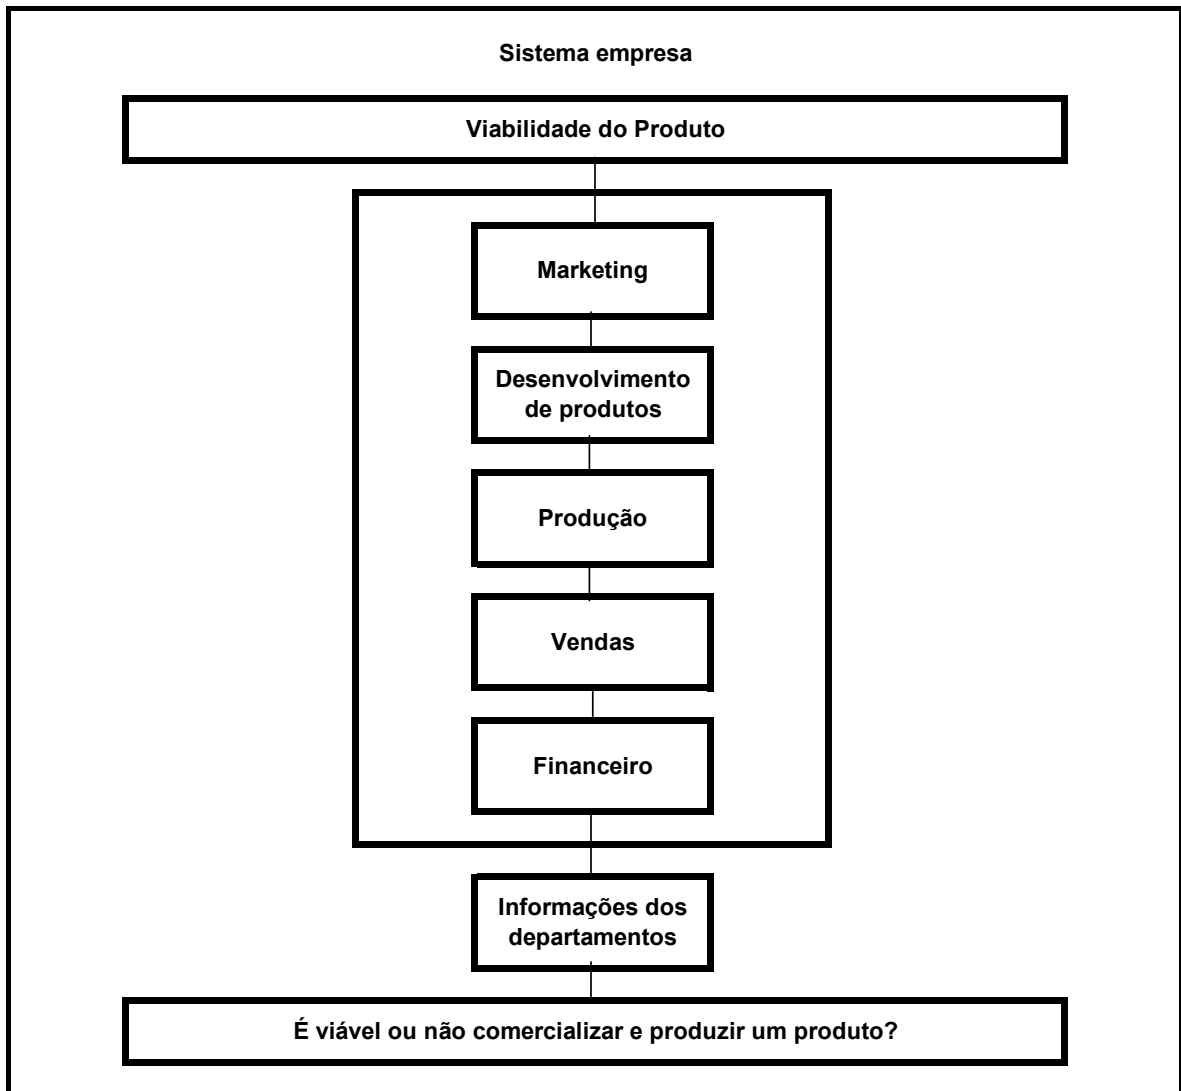 Sistema empresa
Viabilidade do Produto
Marketing
Desenvolvimento
de produtos
Produção
Vendas
Financeiro
Informações dos
departamentos
É viável ou não comercializar e produzir um produto?